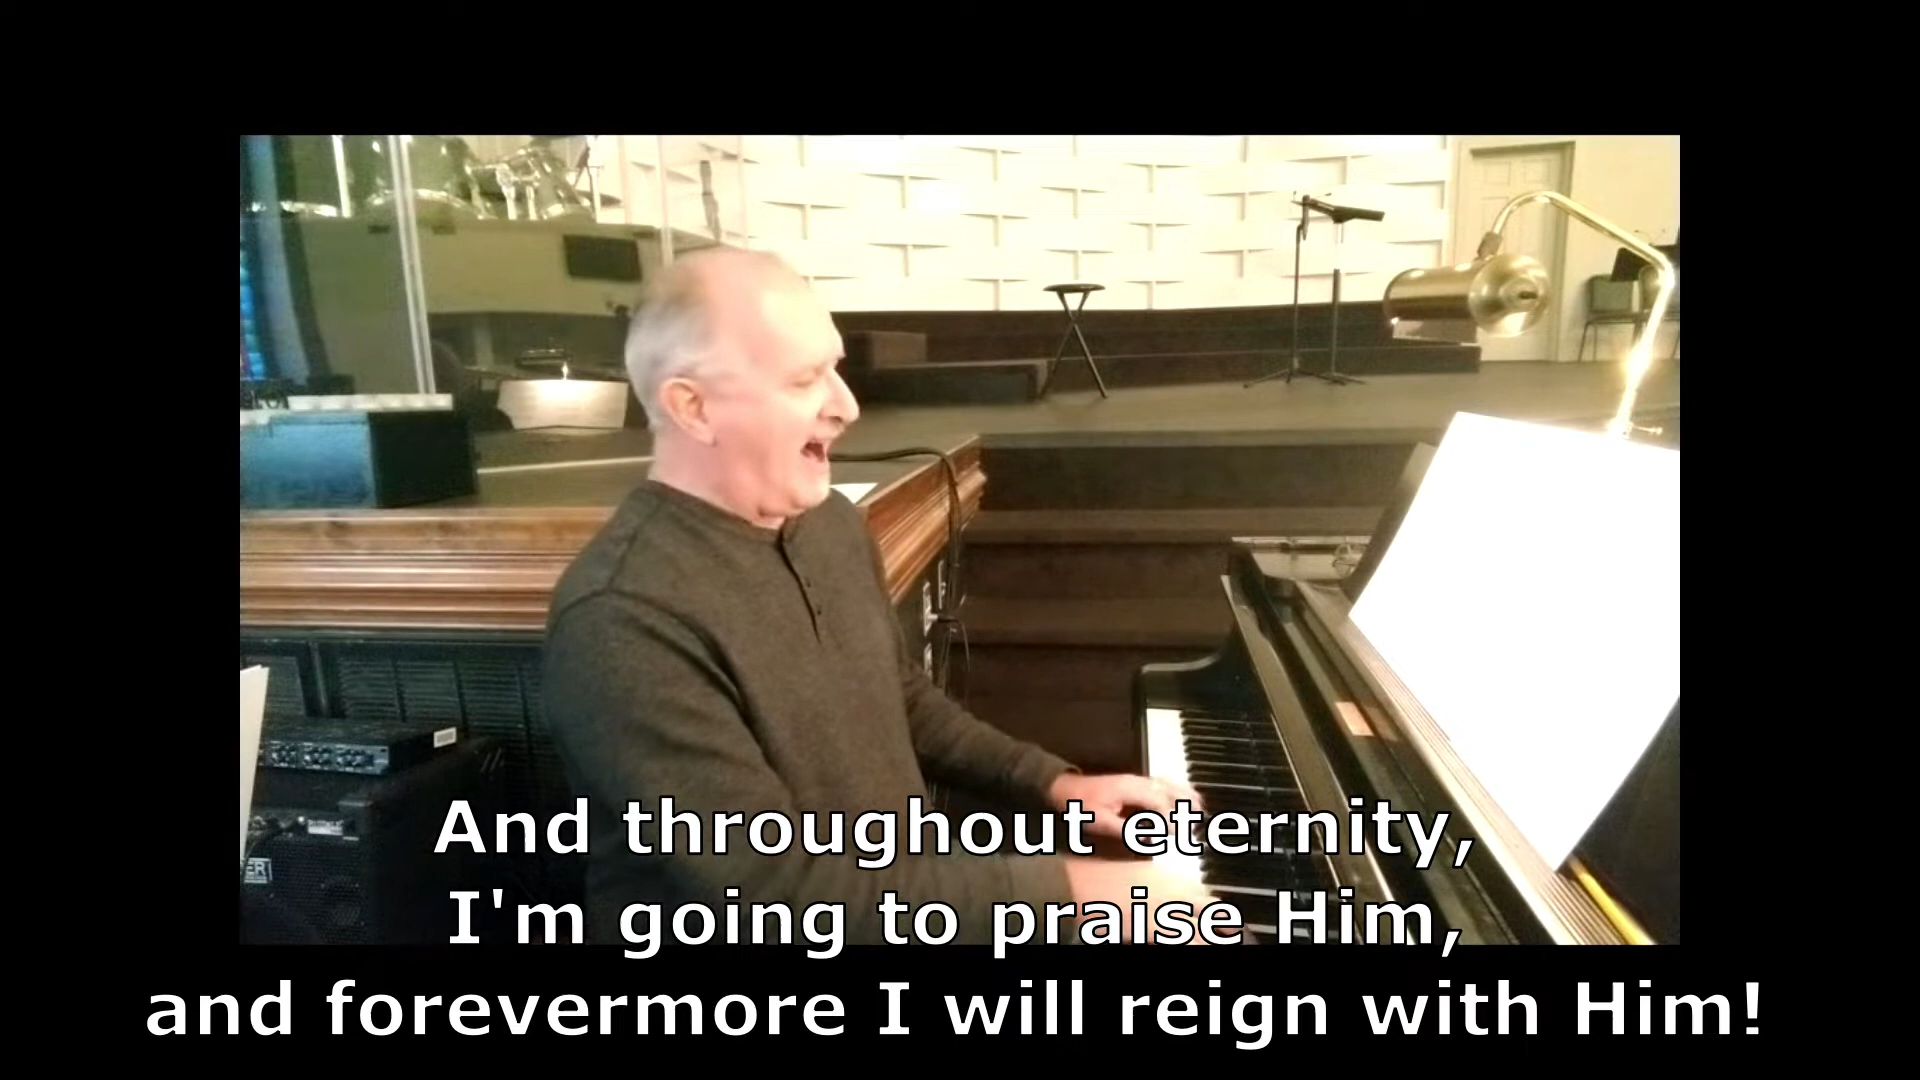 And throughout eternity,
I'm going to praise Him,
and forevermore I will reign with Him!